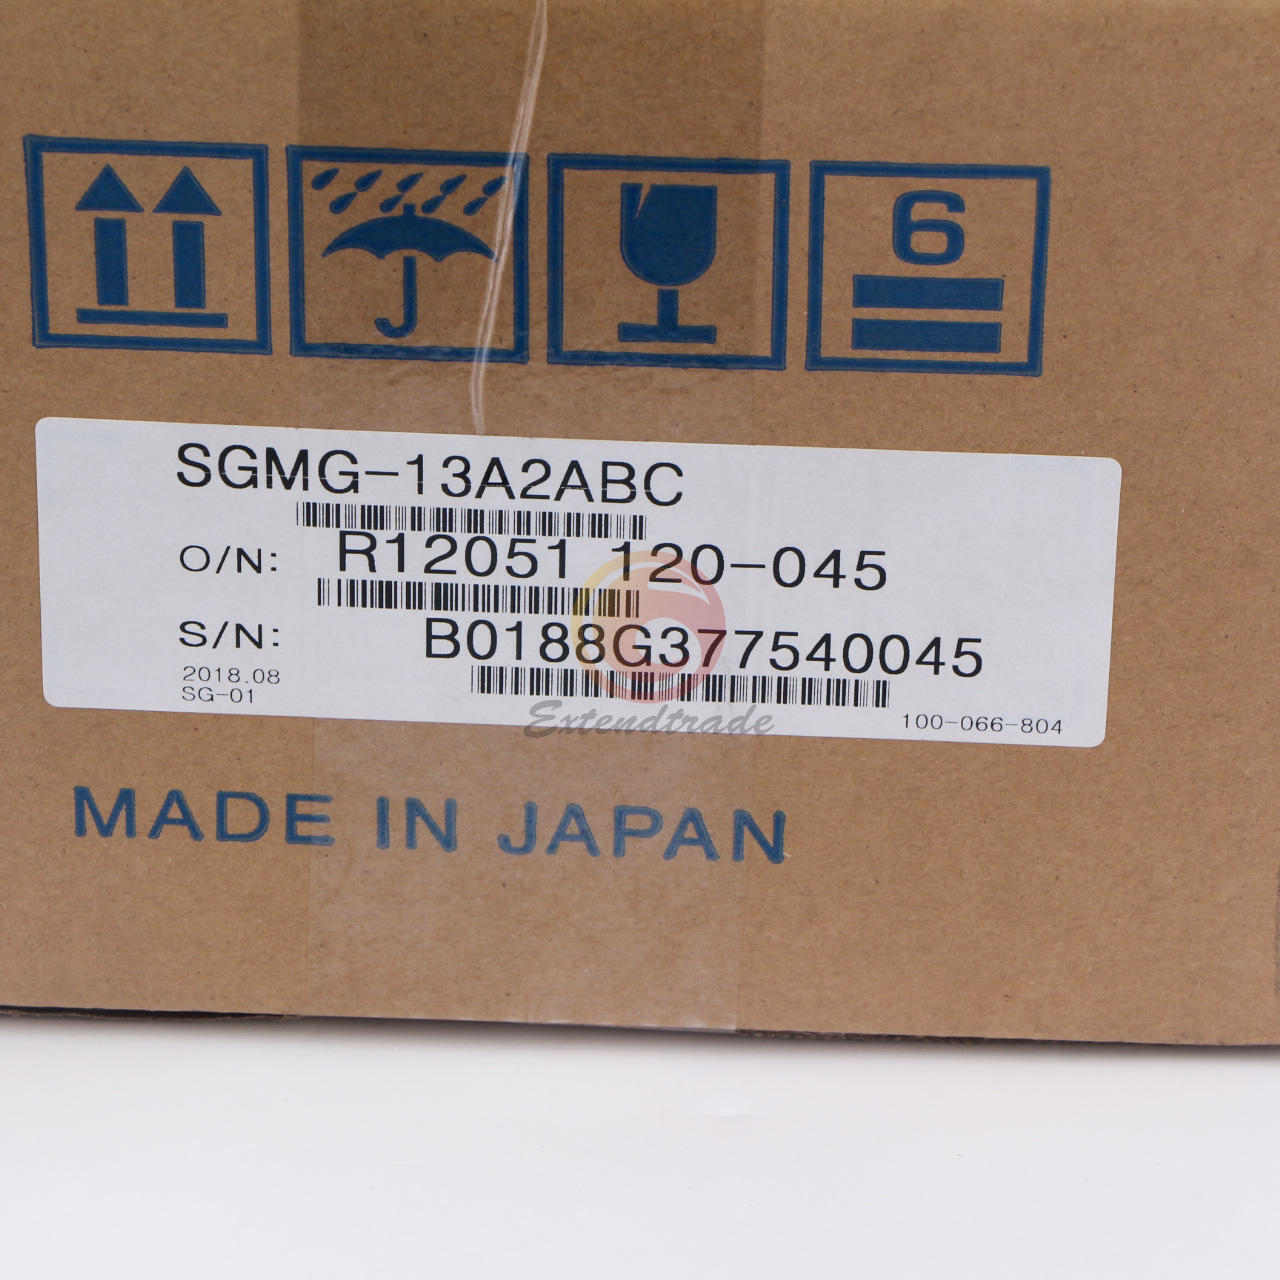 6
SGMG-13A2ABC
O/N: R12051 120-045
S/N: B0188G377540045
2018.08
SG-01
100-066-804
Extendtrade
MADE IN JAPAN